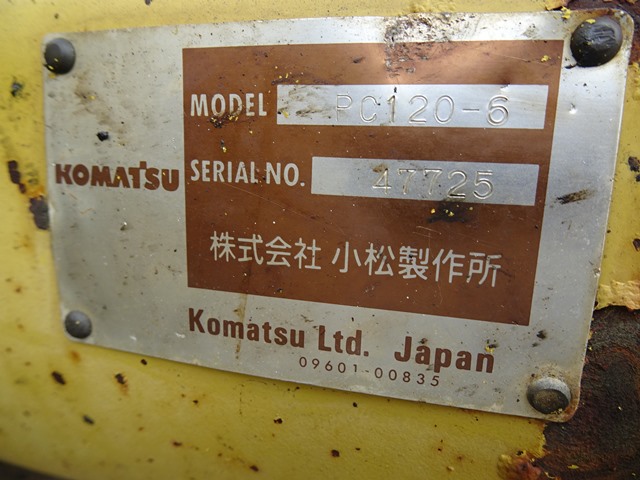 MODEL PC120-6
KOMATSU
SERIAL NO. 47725
株式会社 小松製作所
Komatsu Ltd. Japan
09601-00835